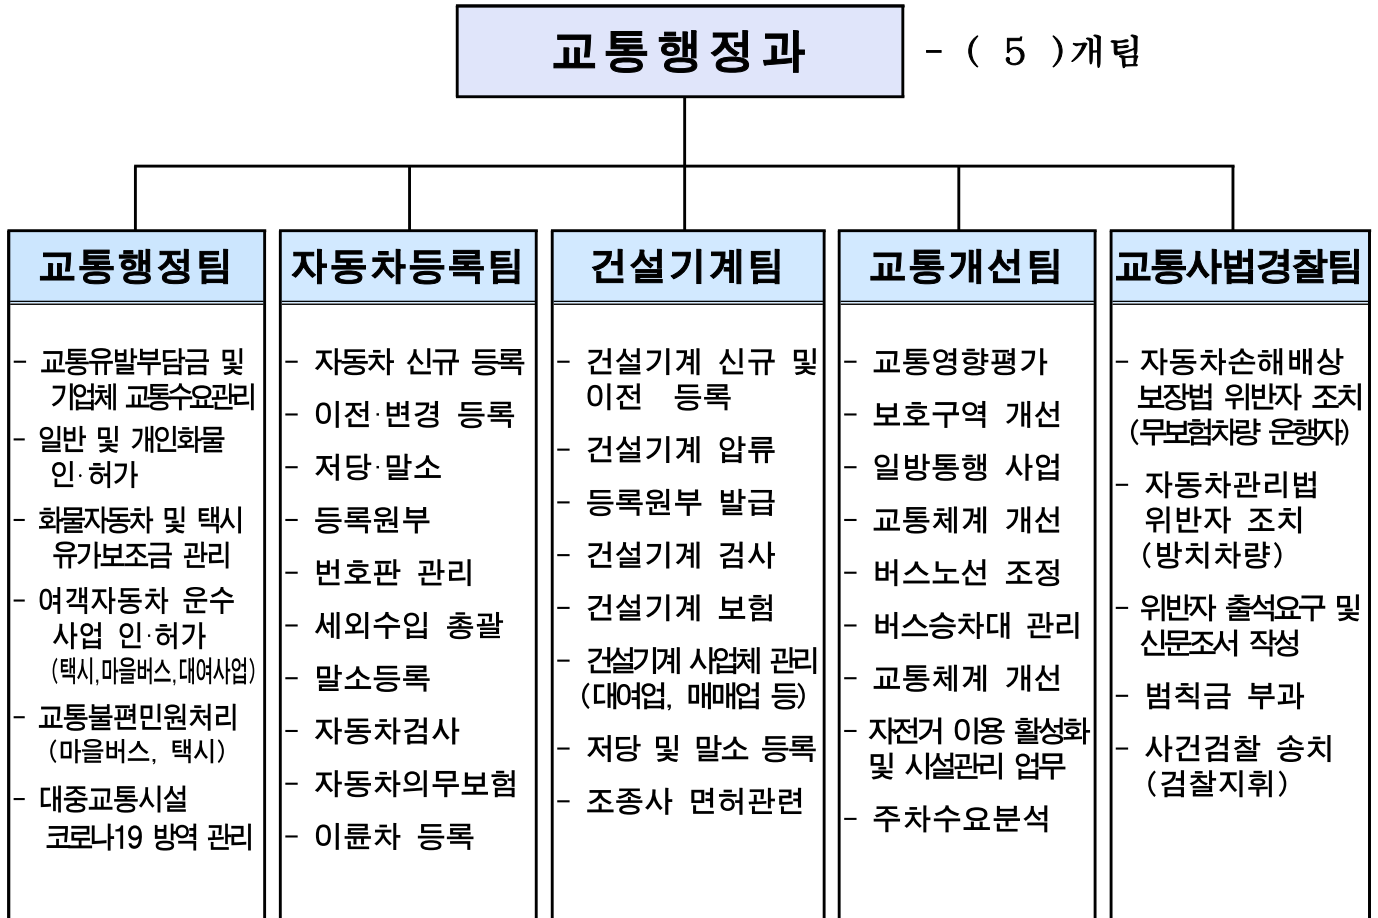 교통행정과
- ( 5 )개팀
교통행정팀
- 교통유발부담금 및
기업체 교통수요관리
- 일반 및 개인화물
인·허가
- 화물자동차 및 택시
유가보조금 관리
- 여객자동차 운수
사업 인·허가
(택시,마을버스,대여사업)
- 교통불편민원처리
(마을버스, 택시)
- 대중교통시설
코로나19 방역 관리
자동차등록팀
- 자동차 신규 등록
- 이전·변경 등록
- 저당·말소
- 등록원부
- 번호판 관리
- 세외수입 총괄
- 말소등록
- 자동차검사
- 자동차의무보험
- 이륜차 등록
건설기계팀
- 건설기계 신규 및
이전 등록
- 건설기계 압류
- 등록원부 발급
- 건설기계 검사
- 건설기계 보험
- 건설기계 사업체 관리
(대여업, 매매업 등)
- 저당 및 말소 등록
- 조종사 면허관련
교통개선팀
- 교통영향평가
- 보호구역 개선
- 일방통행 사업
- 교통체계 개선
- 버스노선 조정
- 버스승차대 관리
- 교통체계 개선
- 자전거 이용 활성화
및 시설관리 업무
- 주차수요분석
교통사법경찰팀
- 자동차손해배상
보장법 위반자 조치
(무보험차량 운행자)
- 자동차관리법
위반자 조치
(방치차량)
- 위반자 출석요구 및
신문조서 작성
- 범칙금 부과
- 사건검찰 송치
(검찰지휘)